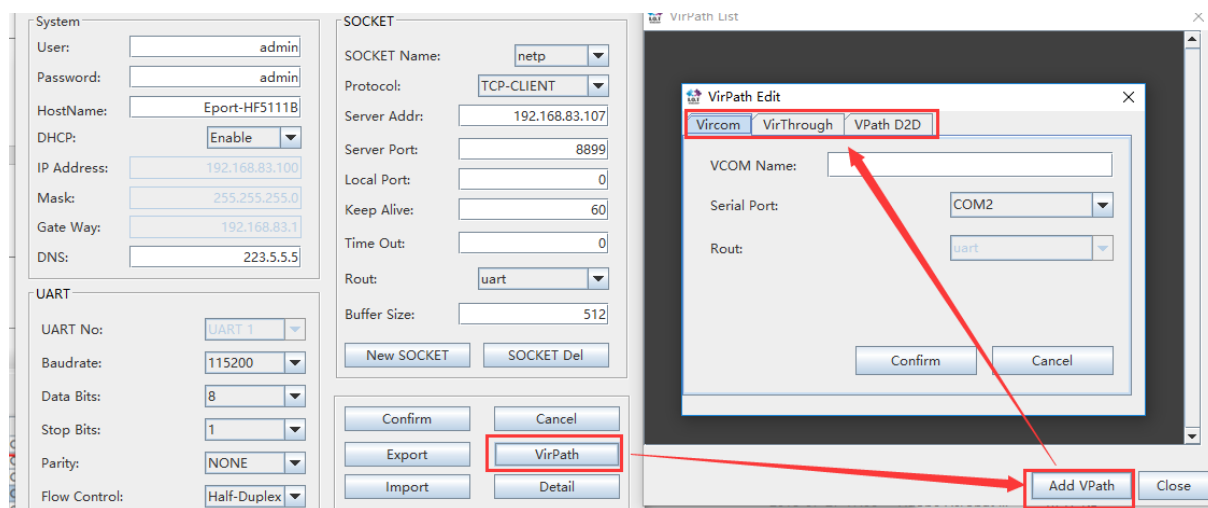 System
User: admin
Password: admin
HostName: Eport-HF5111B
DHCP: Enable
IP Address: 192.168.83.100
Mask: 255.255.255.0
Gate Way: 192.168.83.1
DNS: 223.5.5.5
UART
UART No: UART 1
Baudrate: 115200
Data Bits: 8
Stop Bits: 1
Parity: NONE
Flow Control: Half-Duplex
SOCKET
SOCKET Name: netp
Protocol: TCP-CLIENT
Server Addr: 192.168.83.107
Server Port: 8899
Local Port: 0
Keep Alive: 60
Time Out: 0
Rout: uart
Buffer Size: 512
New SOCKET SOCKET Del
Confirm Cancel
Export VirPath
Import Detail
VirPath List
VirPath Edit
Vircom VirThrough VPath D2D
VCOM Name:
Serial Port: COM2
Rout: uart
Confirm Cancel
Add VPath Close